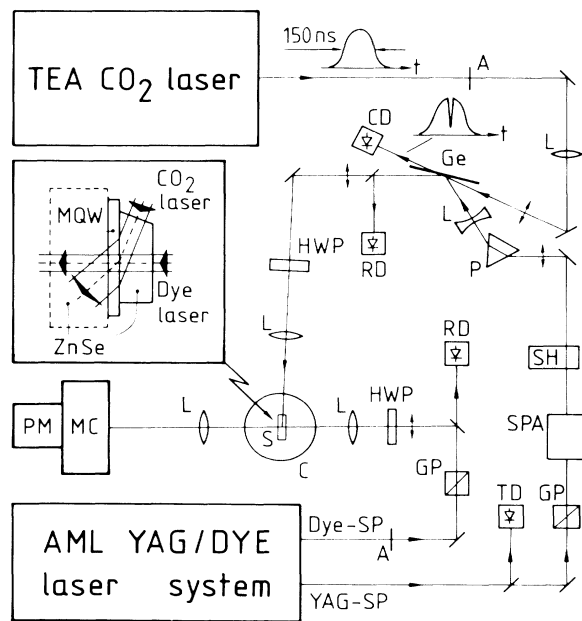 150ns
t
A
TEA CO2 laser
CD
t
Ge
L
CO2
laser
MQW
L
P
HWP
RD
Dye
laser
ZnSe
L
RD
SH
HWP
L
L
PM
MC
S
C
SPA
GP
TD
GP
Dye-SP
A
AML YAG/DYE
laser system
YAG-SP